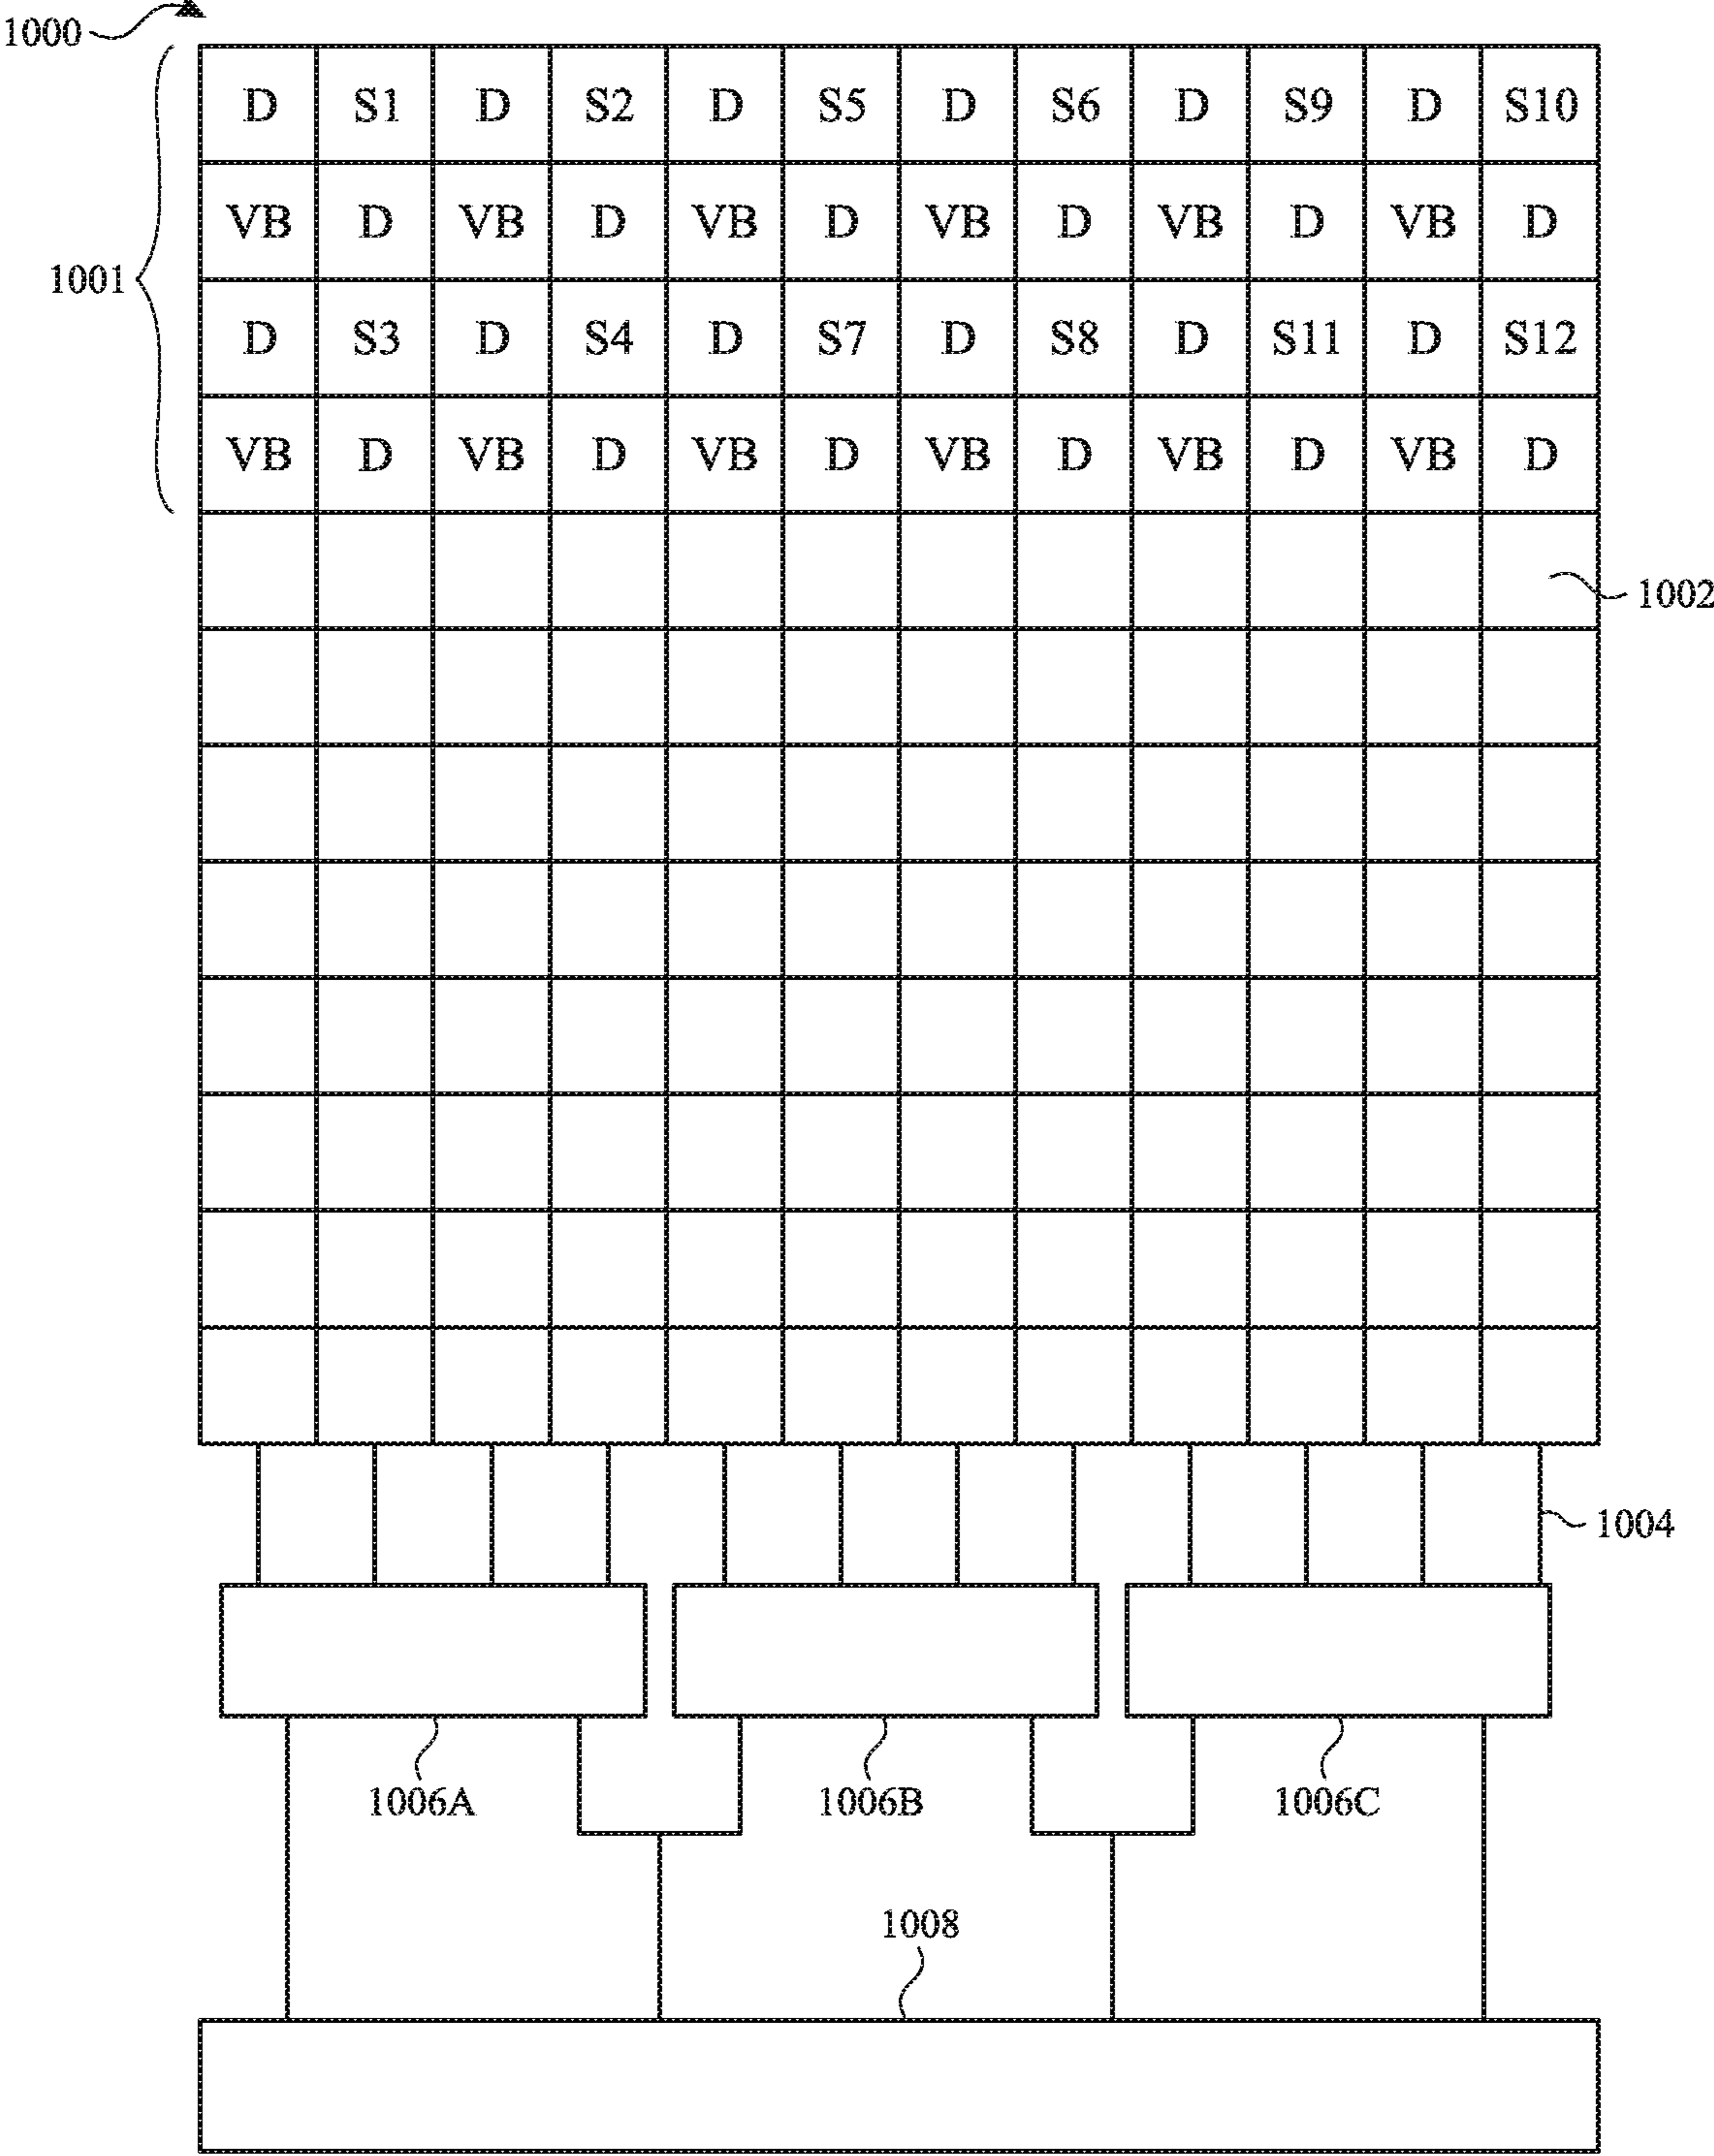 1000
D S1 D S2 D S5 D S6 D S9 D S10
VB D VB D VB D VB D VB D VB D
1001
D S3 D S4 D S7 D S8 D S11 D S12
VB D VB D VB D VB D VB D VB D
1002
1004
1006A 1006B 1006C
1008